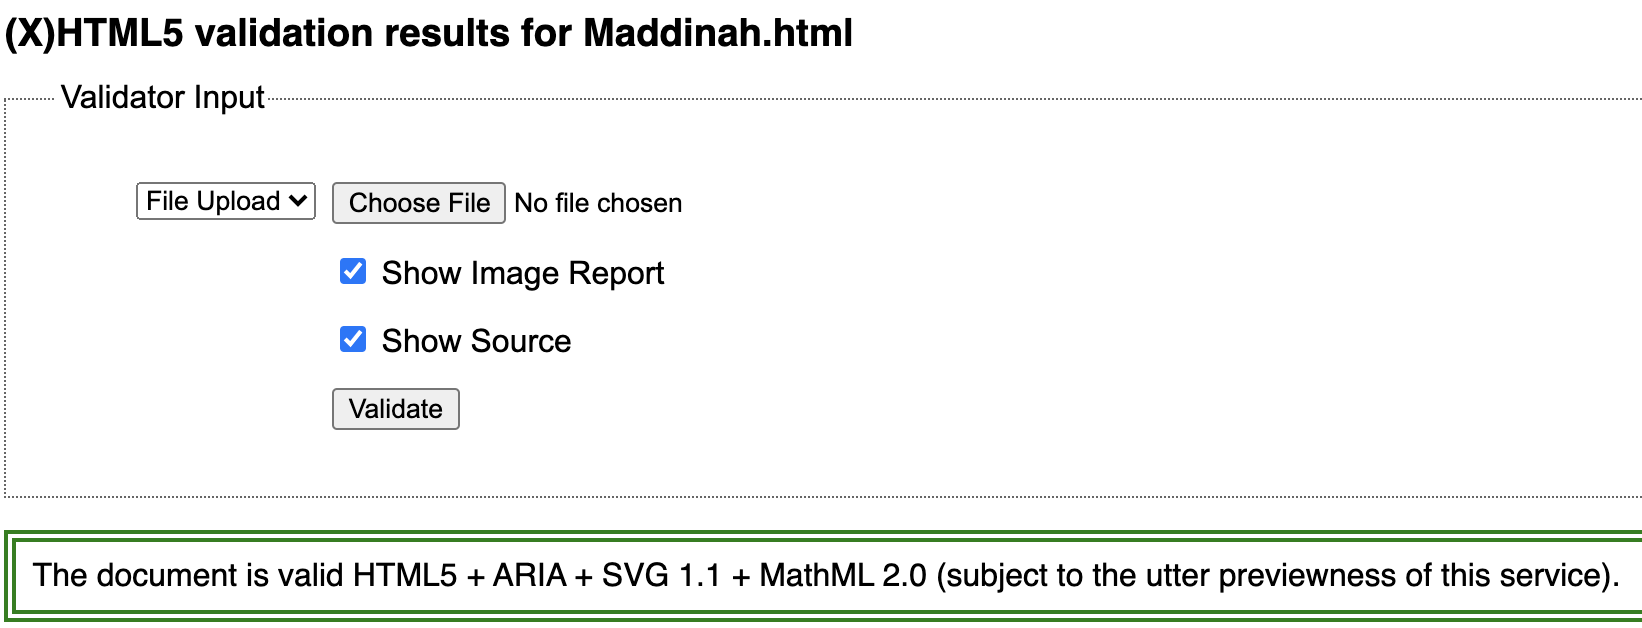 (X)HTML5 validation results for Maddinah.html
Validator Input
File Upload Choose File No file chosen
Show Image Report
Show Source
Validate
The document is valid HTML5 + ARIA + SVG 1.1 + MathML 2.0 (subject to the utter previewness of this service).